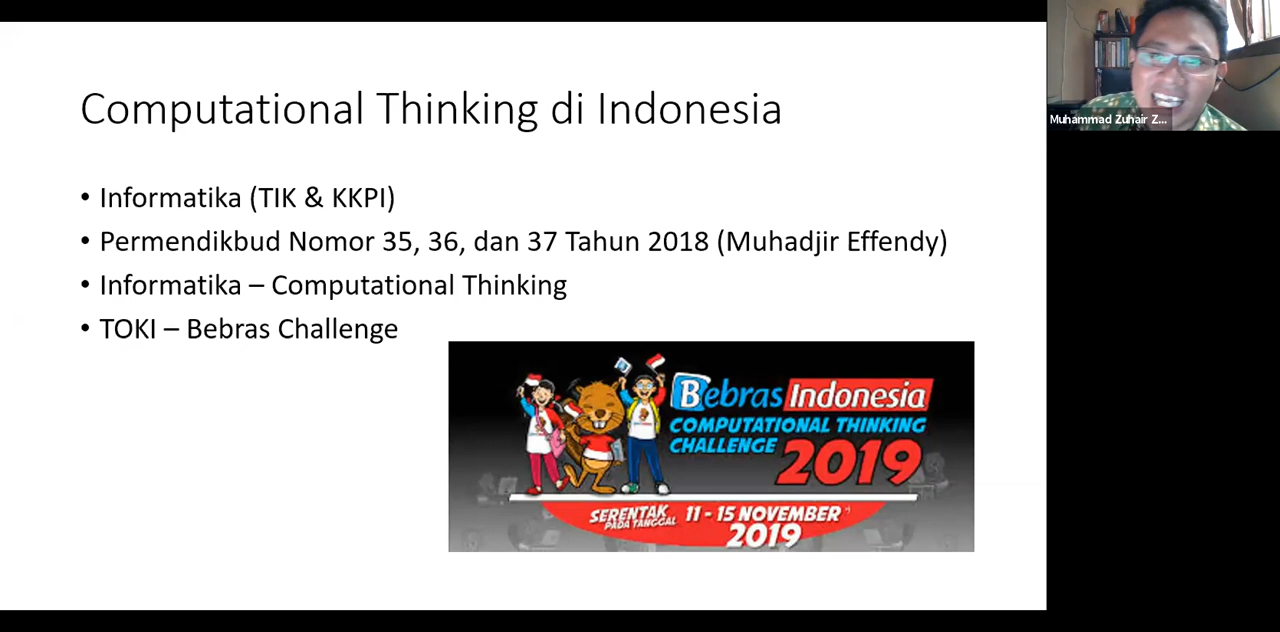 Computational Thinking di Indonesia
• Informatika (TIK & KKPI)
• Permendikbud Nomor 35, 36, dan 37 Tahun 2018 (Muhadjir Effendy)
• Informatika – Computational Thinking
• TOKI – Bebras Challenge
Bebras Indonesia
COMPUTATIONAL THINKING
CHALLENGE 2019
SERENTAK
PADA TANGGAL
11 - 15 NOVEMBER
2019
Muhammad Zuhair Z...